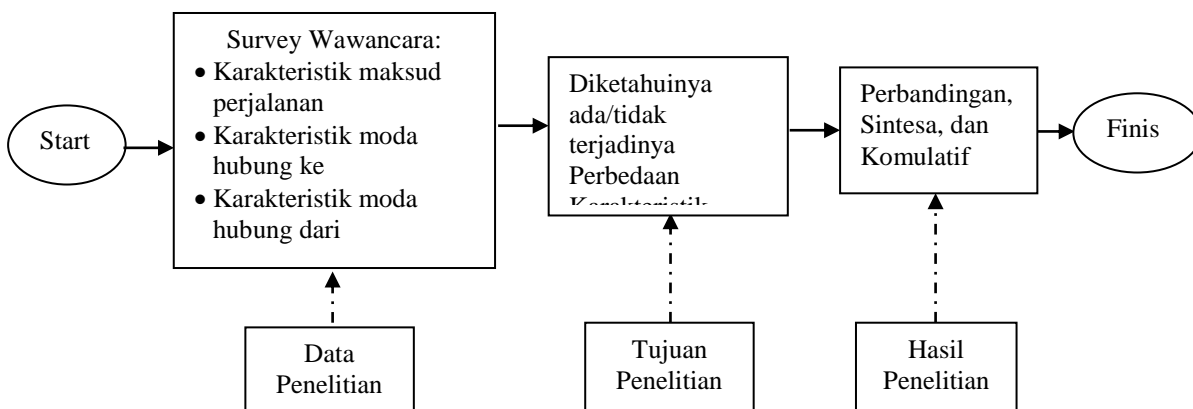 Start
Survey Wawancara:
• Karakteristik maksud
perjalanan
• Karakteristik moda
hubung ke
• Karakteristik moda
hubung dari
Diketahuinya
ada/tidak
terjadinya
Perbedaan
Karakteristik
Perbandingan,
Sintesa, dan
Komulatif
Finis
Data
Penelitian
Tujuan
Penelitian
Hasil
Penelitian